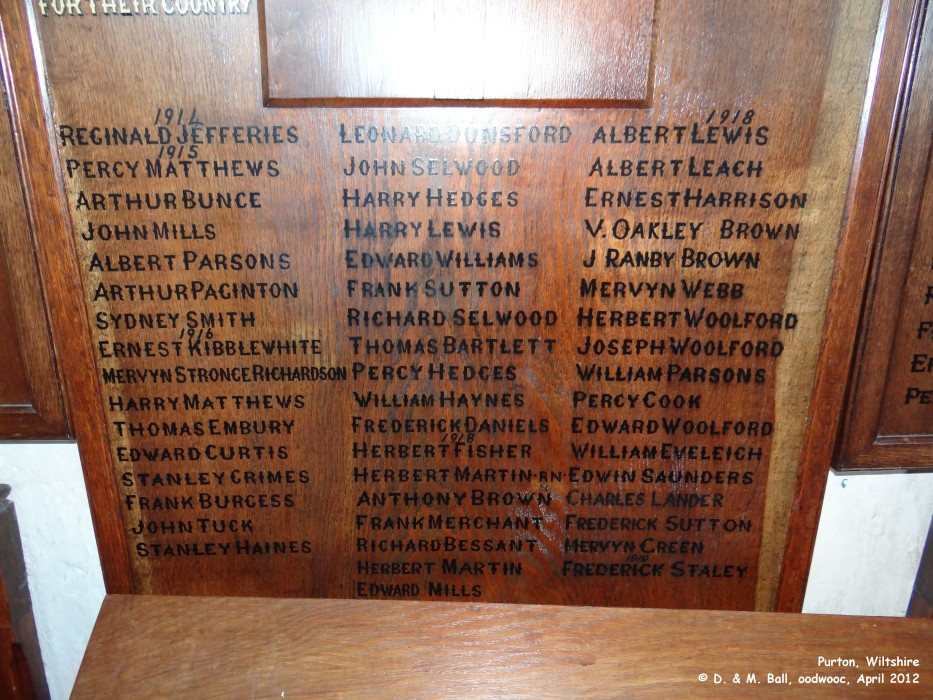 FOR THEIR COUNTRY
1914
REGINALD JEFFERIES
1915
PERCY MATTHEWS
ARTHUR BUNCE
JOHN MILLS
ALBERT PARSONS
ARTHUR PAGINTON
SYDNEY SMITH
1916
ERNEST KIBBLEWHITE
MERVYN STRONGE RICHARDSON
HARRY MATTHEWS
THOMAS EMBURY
EDWARD CURTIS
STANLEY GRIMES
FRANK BURGESS
JOHN TUCK
STANLEY HAINES
LEONARD DUNSFORD
JOHN SELWOOD
HARRY HEDGES
HARRY LEWIS
EDWARD WILLIAMS
FRANK SUTTON
RICHARD SELWOOD
THOMAS BARTLETT
PERCY HEDGES
WILLIAM HAYNES
FREDERICK DANIELS
1918
HERBERT FISHER
HERBERT MARTIN-RN
ANTHONY BROWN
FRANK MERCHANT
RICHARD BESSANT
HERBERT MARTIN
EDWARD MILLS
1918
ALBERT LEWIS
ALBERT LEACH
ERNEST HARRISON
V. OAKLEY BROWN
J RANBY BROWN
MERVYN WEBB
HERBERT WOOLFORD
JOSEPH WOOLFORD
WILLIAM PARSONS
PERCY COOK
EDWARD WOOLFORD
WILLIAM EVELEIGH
EDWIN SAUNDERS
CHARLES LANDER
FREDERICK SUTTON
MERVYN GREEN
1919
FREDERICK STALEY
Purton, Wiltshire
© D. & M. Ball, oodwooc, April 2012